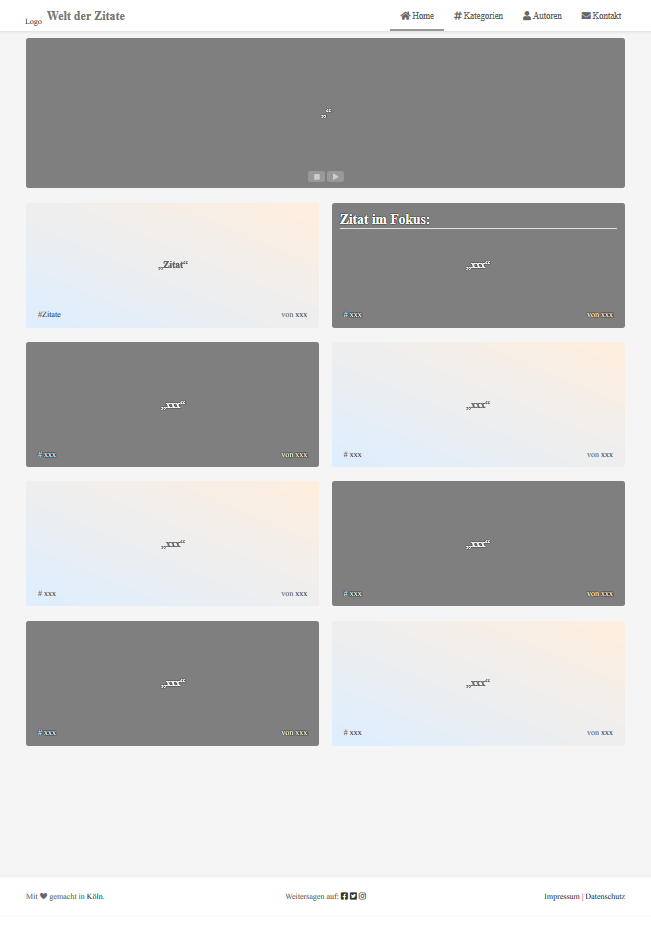 Logo Welt der Zitate Home Kategorien Autoren Kontakt
„“
„Zitat“
#Zitate von xxx
Zitat im Fokus:
„xxx“
# xxx von xxx
„xxx“
# xxx von xxx
„xxx“
# xxx von xxx
„xxx“
# xxx von xxx
„xxx“
# xxx von xxx
„xxx“
# xxx von xxx
„xxx“
# xxx von xxx
Mit ♥ gemacht in Köln. Weitersagen auf: Impressum | Datenschutz